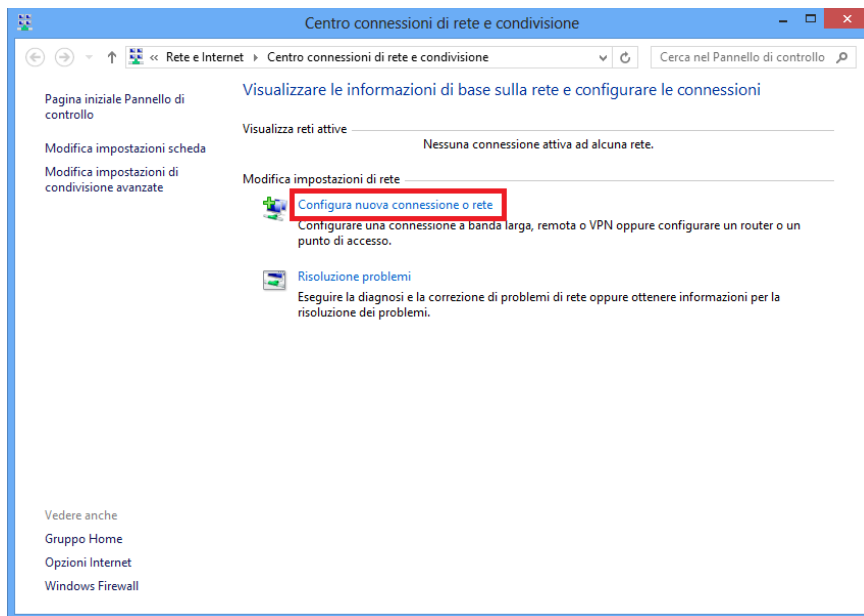 Centro connessioni di rete e condivisione
« Rete e Internet Centro connessioni di rete e condivisione
Cerca nel Pannello di controllo
Pagina iniziale Pannello di
controllo
Modifica impostazioni scheda
Modifica impostazioni di
condivisione avanzate
Visualizzare le informazioni di base sulla rete e configurare le connessioni
Visualizza reti attive
Nessuna connessione attiva ad alcuna rete.
Modifica impostazioni di rete
Configura nuova connessione o rete
Configurare una connessione a banda larga, remota o VPN oppure configurare un router o un
punto di accesso.
Risoluzione problemi
Eseguire la diagnosi e la correzione di problemi di rete oppure ottenere informazioni per la
risoluzione dei problemi.
Vedere anche
Gruppo Home
Opzioni Internet
Windows Firewall